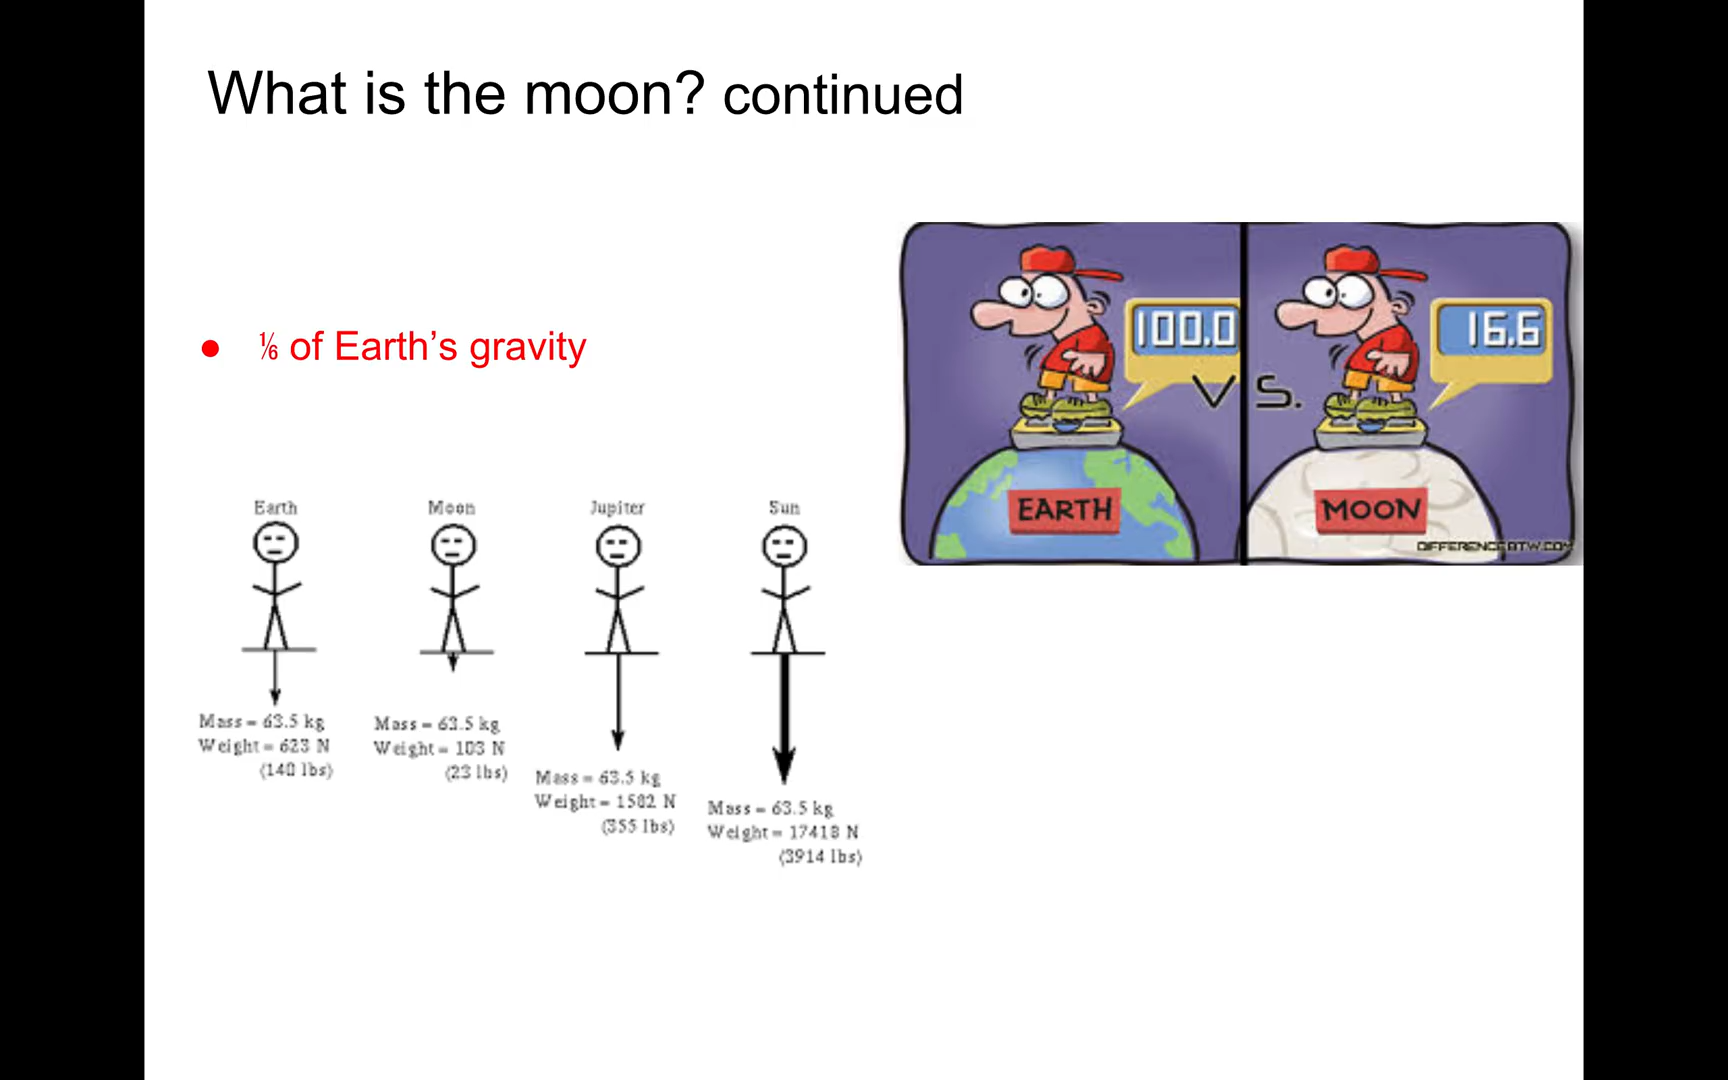 What is the moon? continued
● ⅙ of Earth’s gravity
100.0
16.6
VS.
EARTH
MOON
DIFFERENCEBTW.COM
Earth
Moon
Jupiter
Sun
Mass = 63.5 kg
Weight = 623 N
(140 lbs)
Mass = 63.5 kg
Weight = 103 N
(23 lbs)
Mass = 63.5 kg
Weight = 1582 N
(355 lbs)
Mass = 63.5 kg
Weight = 17418 N
(3914 lbs)